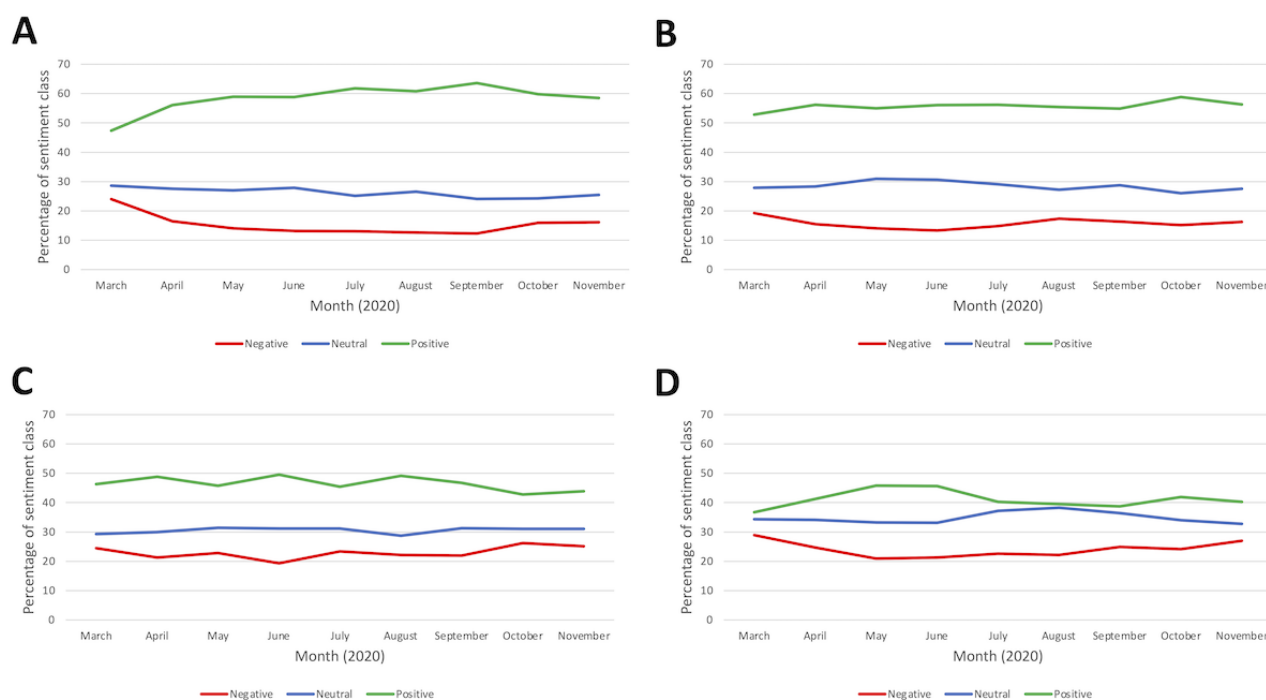 A
Percentage of sentiment class
70
60
50
40
30
20
10
0
March April May June July August September October November
Month (2020)
Negative Neutral Positive
B
Percentage of sentiment class
70
60
50
40
30
20
10
0
March April May June July August September October November
Month (2020)
Negative Neutral Positive
C
Percentage of sentiment class
70
60
50
40
30
20
10
0
March April May June July August September October November
Month (2020)
Negative Neutral Positive
D
Percentage of sentiment class
70
60
50
40
30
20
10
0
March April May June July August September October November
Month (2020)
Negative Neutral Positive